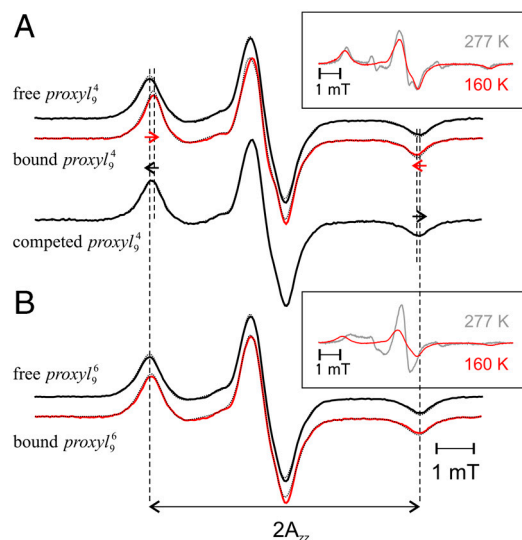 A
free proxyl₉⁴
bound proxyl₉⁴
competed proxyl₉⁴
277 K
160 K
1 mT
B
free proxyl₉⁶
bound proxyl₉⁶
277 K
160 K
1 mT
1 mT
2A_zz